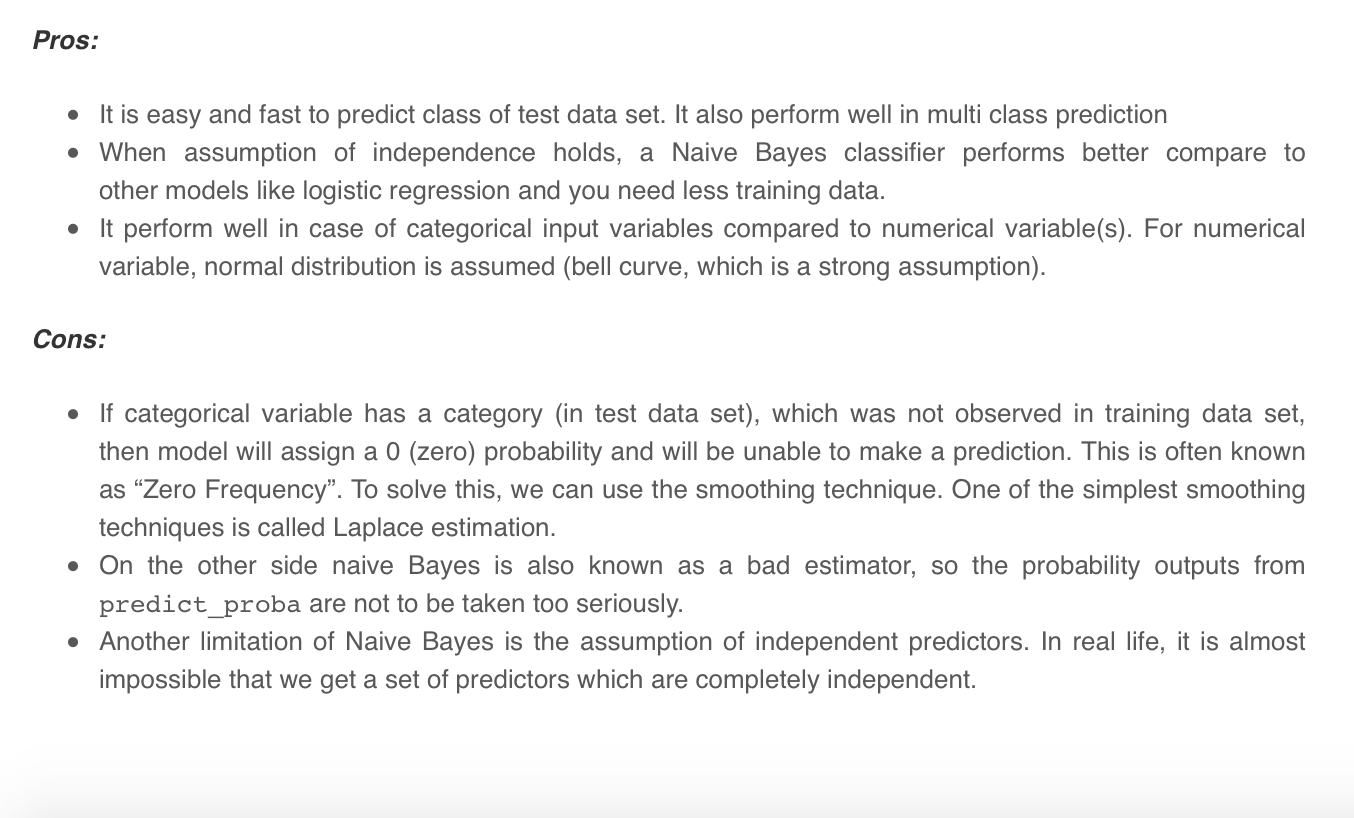 Pros:
• It is easy and fast to predict class of test data set. It also perform well in multi class prediction
• When assumption of independence holds, a Naive Bayes classifier performs better compare to
other models like logistic regression and you need less training data.
• It perform well in case of categorical input variables compared to numerical variable(s). For numerical
variable, normal distribution is assumed (bell curve, which is a strong assumption).
Cons:
• If categorical variable has a category (in test data set), which was not observed in training data set,
then model will assign a 0 (zero) probability and will be unable to make a prediction. This is often known
as “Zero Frequency”. To solve this, we can use the smoothing technique. One of the simplest smoothing
techniques is called Laplace estimation.
• On the other side naive Bayes is also known as a bad estimator, so the probability outputs from
predict_proba are not to be taken too seriously.
• Another limitation of Naive Bayes is the assumption of independent predictors. In real life, it is almost
impossible that we get a set of predictors which are completely independent.